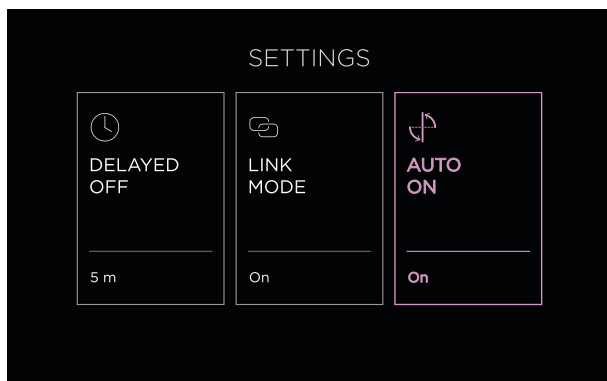 SETTINGS
DELAYED
OFF
5 m
LINK
MODE
On
AUTO
ON
On